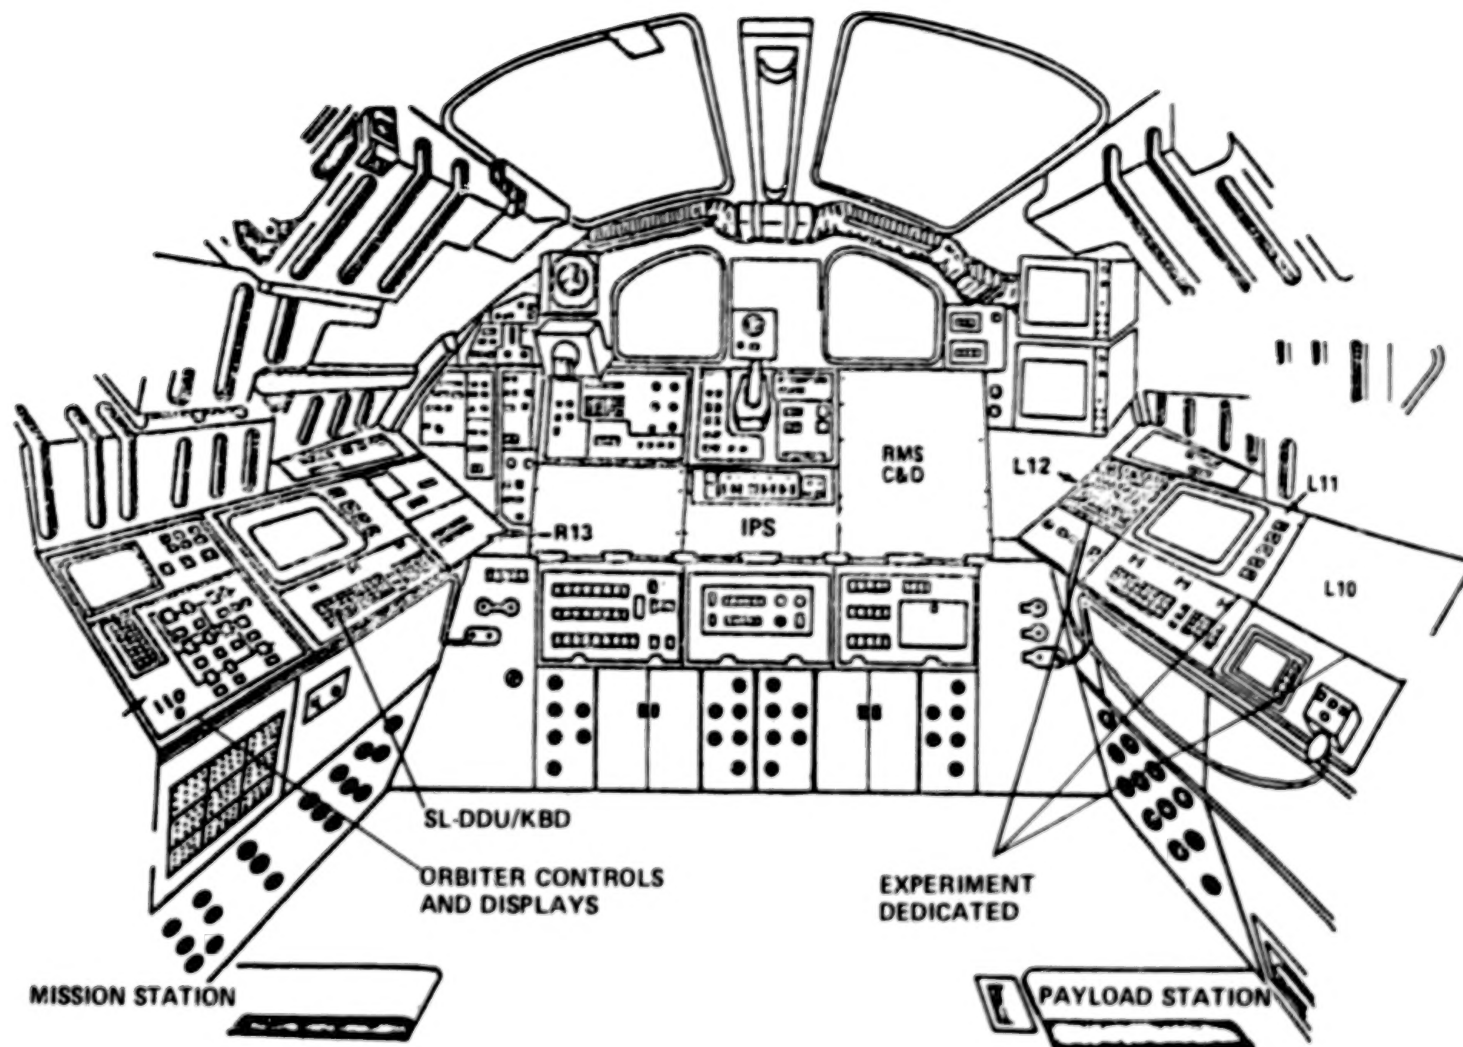 RMS
C&D
L12
L11
R13
IPS
L10
SL-DDU/KBD
ORBITER CONTROLS
AND DISPLAYS
EXPERIMENT
DEDICATED
MISSION STATION
PAYLOAD STATION